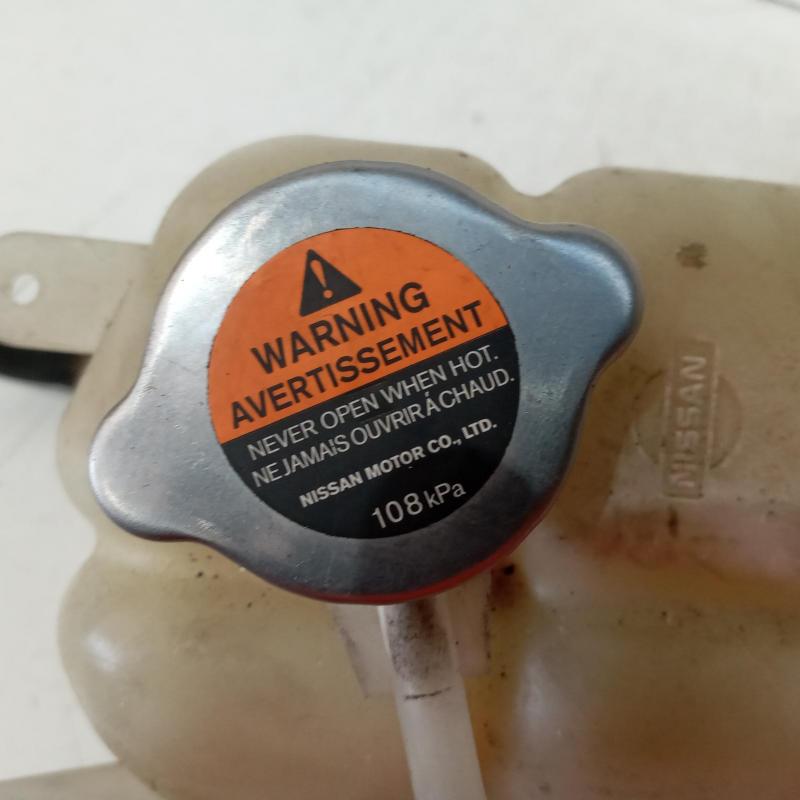 WARNING
AVERTISSEMENT
NEVER OPEN WHEN HOT.
NE JAMAIS OUVRIR Á CHAUD.
NISSAN MOTOR CO., LTD.
108 kPa
NISSAN